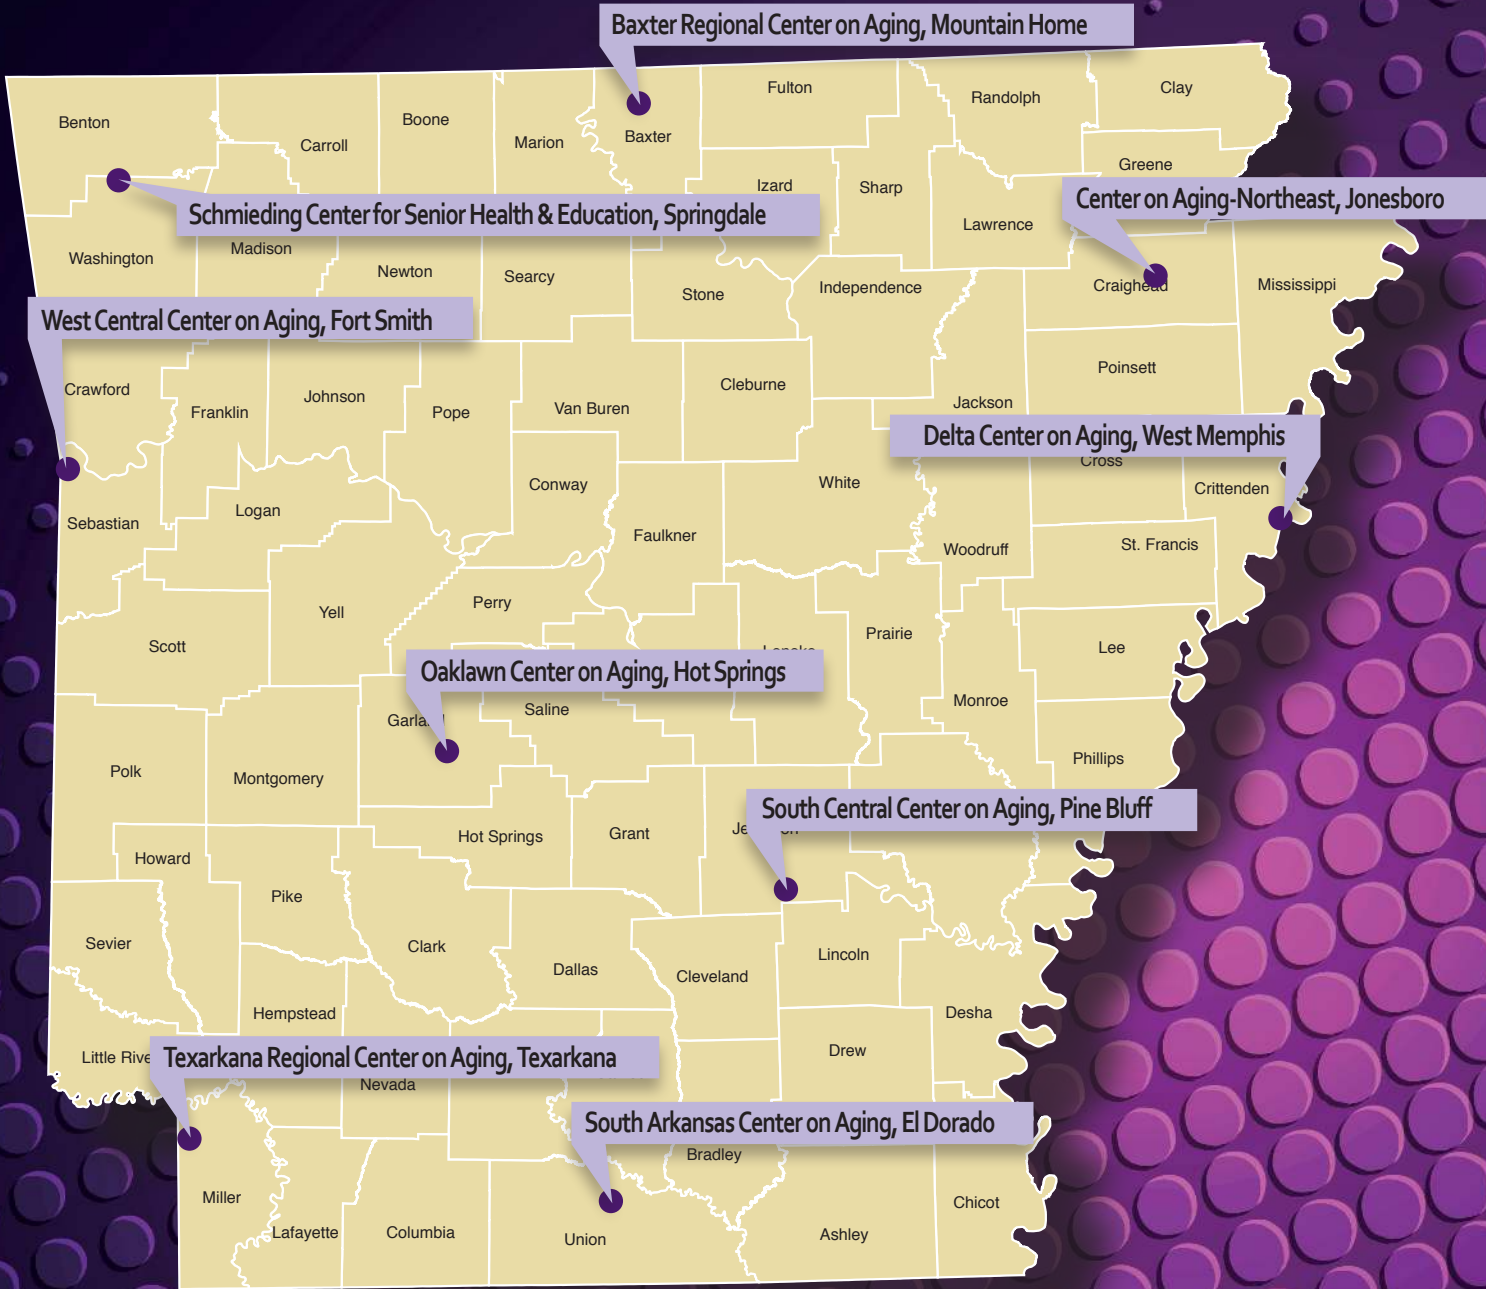 Baxter Regional Center on Aging, Mountain Home
Fulton
Randolph
Clay
Benton
Carroll
Boone
Marion
Baxter
Greene
Izard
Sharp
Center on Aging-Northeast, Jonesboro
Schmieding Center for Senior Health & Education, Springdale
Lawrence
Washington
Madison
Newton
Searcy
Stone
Independence
Craighead
Mississippi
West Central Center on Aging, Fort Smith
Crawford
Franklin
Johnson
Pope
Van Buren
Cleburne
Jackson
Poinsett
Delta Center on Aging, West Memphis
Cross
Crittenden
Sebastian
Logan
Conway
Faulkner
White
Woodruff
St. Francis
Scott
Yell
Perry
Prairie
Lee
Oaklawn Center on Aging, Hot Springs
Saline
Monroe
Phillips
Polk
Montgomery
South Central Center on Aging, Pine Bluff
Howard
Hot Springs
Grant
Pike
Sevier
Clark
Dallas
Cleveland
Lincoln
Desha
Hempstead
Little Rive
Texarkana Regional Center on Aging, Texarkana
Nevada
Drew
South Arkansas Center on Aging, El Dorado
Bradley
Miller
Lafayette
Columbia
Union
Ashley
Chicot